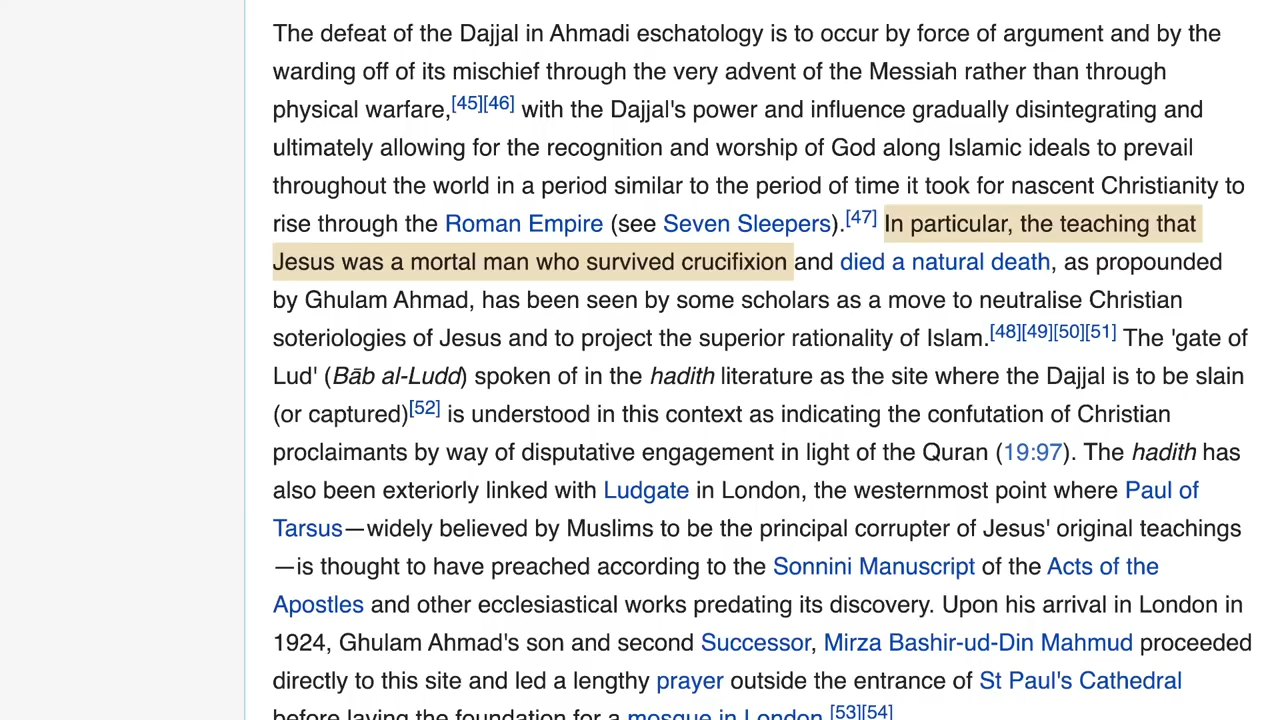 The defeat of the Dajjal in Ahmadi eschatology is to occur by force of argument and by the
warding off of its mischief through the very advent of the Messiah rather than through
physical warfare,[45][46] with the Dajjal's power and influence gradually disintegrating and
ultimately allowing for the recognition and worship of God along Islamic ideals to prevail
throughout the world in a period similar to the period of time it took for nascent Christianity to
rise through the Roman Empire (see Seven Sleepers).[47] In particular, the teaching that
Jesus was a mortal man who survived crucifixion and died a natural death, as propounded
by Ghulam Ahmad, has been seen by some scholars as a move to neutralise Christian
soteriologies of Jesus and to project the superior rationality of Islam.[48][49][50][51] The 'gate of
Lud' (Bāb al-Ludd) spoken of in the hadith literature as the site where the Dajjal is to be slain
(or captured)[52] is understood in this context as indicating the confutation of Christian
proclaimants by way of disputative engagement in light of the Quran (19:97). The hadith has
also been exteriorly linked with Ludgate in London, the westernmost point where Paul of
Tarsus—widely believed by Muslims to be the principal corrupter of Jesus' original teachings
—is thought to have preached according to the Sonnini Manuscript of the Acts of the
Apostles and other ecclesiastical works predating its discovery. Upon his arrival in London in
1924, Ghulam Ahmad's son and second Successor, Mirza Bashir-ud-Din Mahmud proceeded
directly to this site and led a lengthy prayer outside the entrance of St Paul's Cathedral
before laying the foundation for a mosque in London.[53][54]